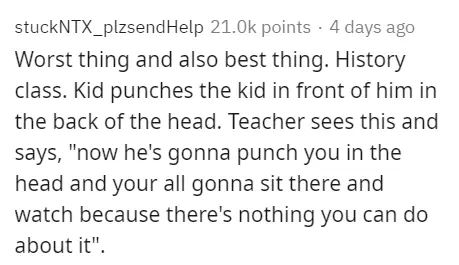 stuckNTX_plzsendHelp 21.0k points · 4 days ago
Worst thing and also best thing. History
class. Kid punches the kid in front of him in
the back of the head. Teacher sees this and
says, "now he's gonna punch you in the
head and your all gonna sit there and
watch because there's nothing you can do
about it".